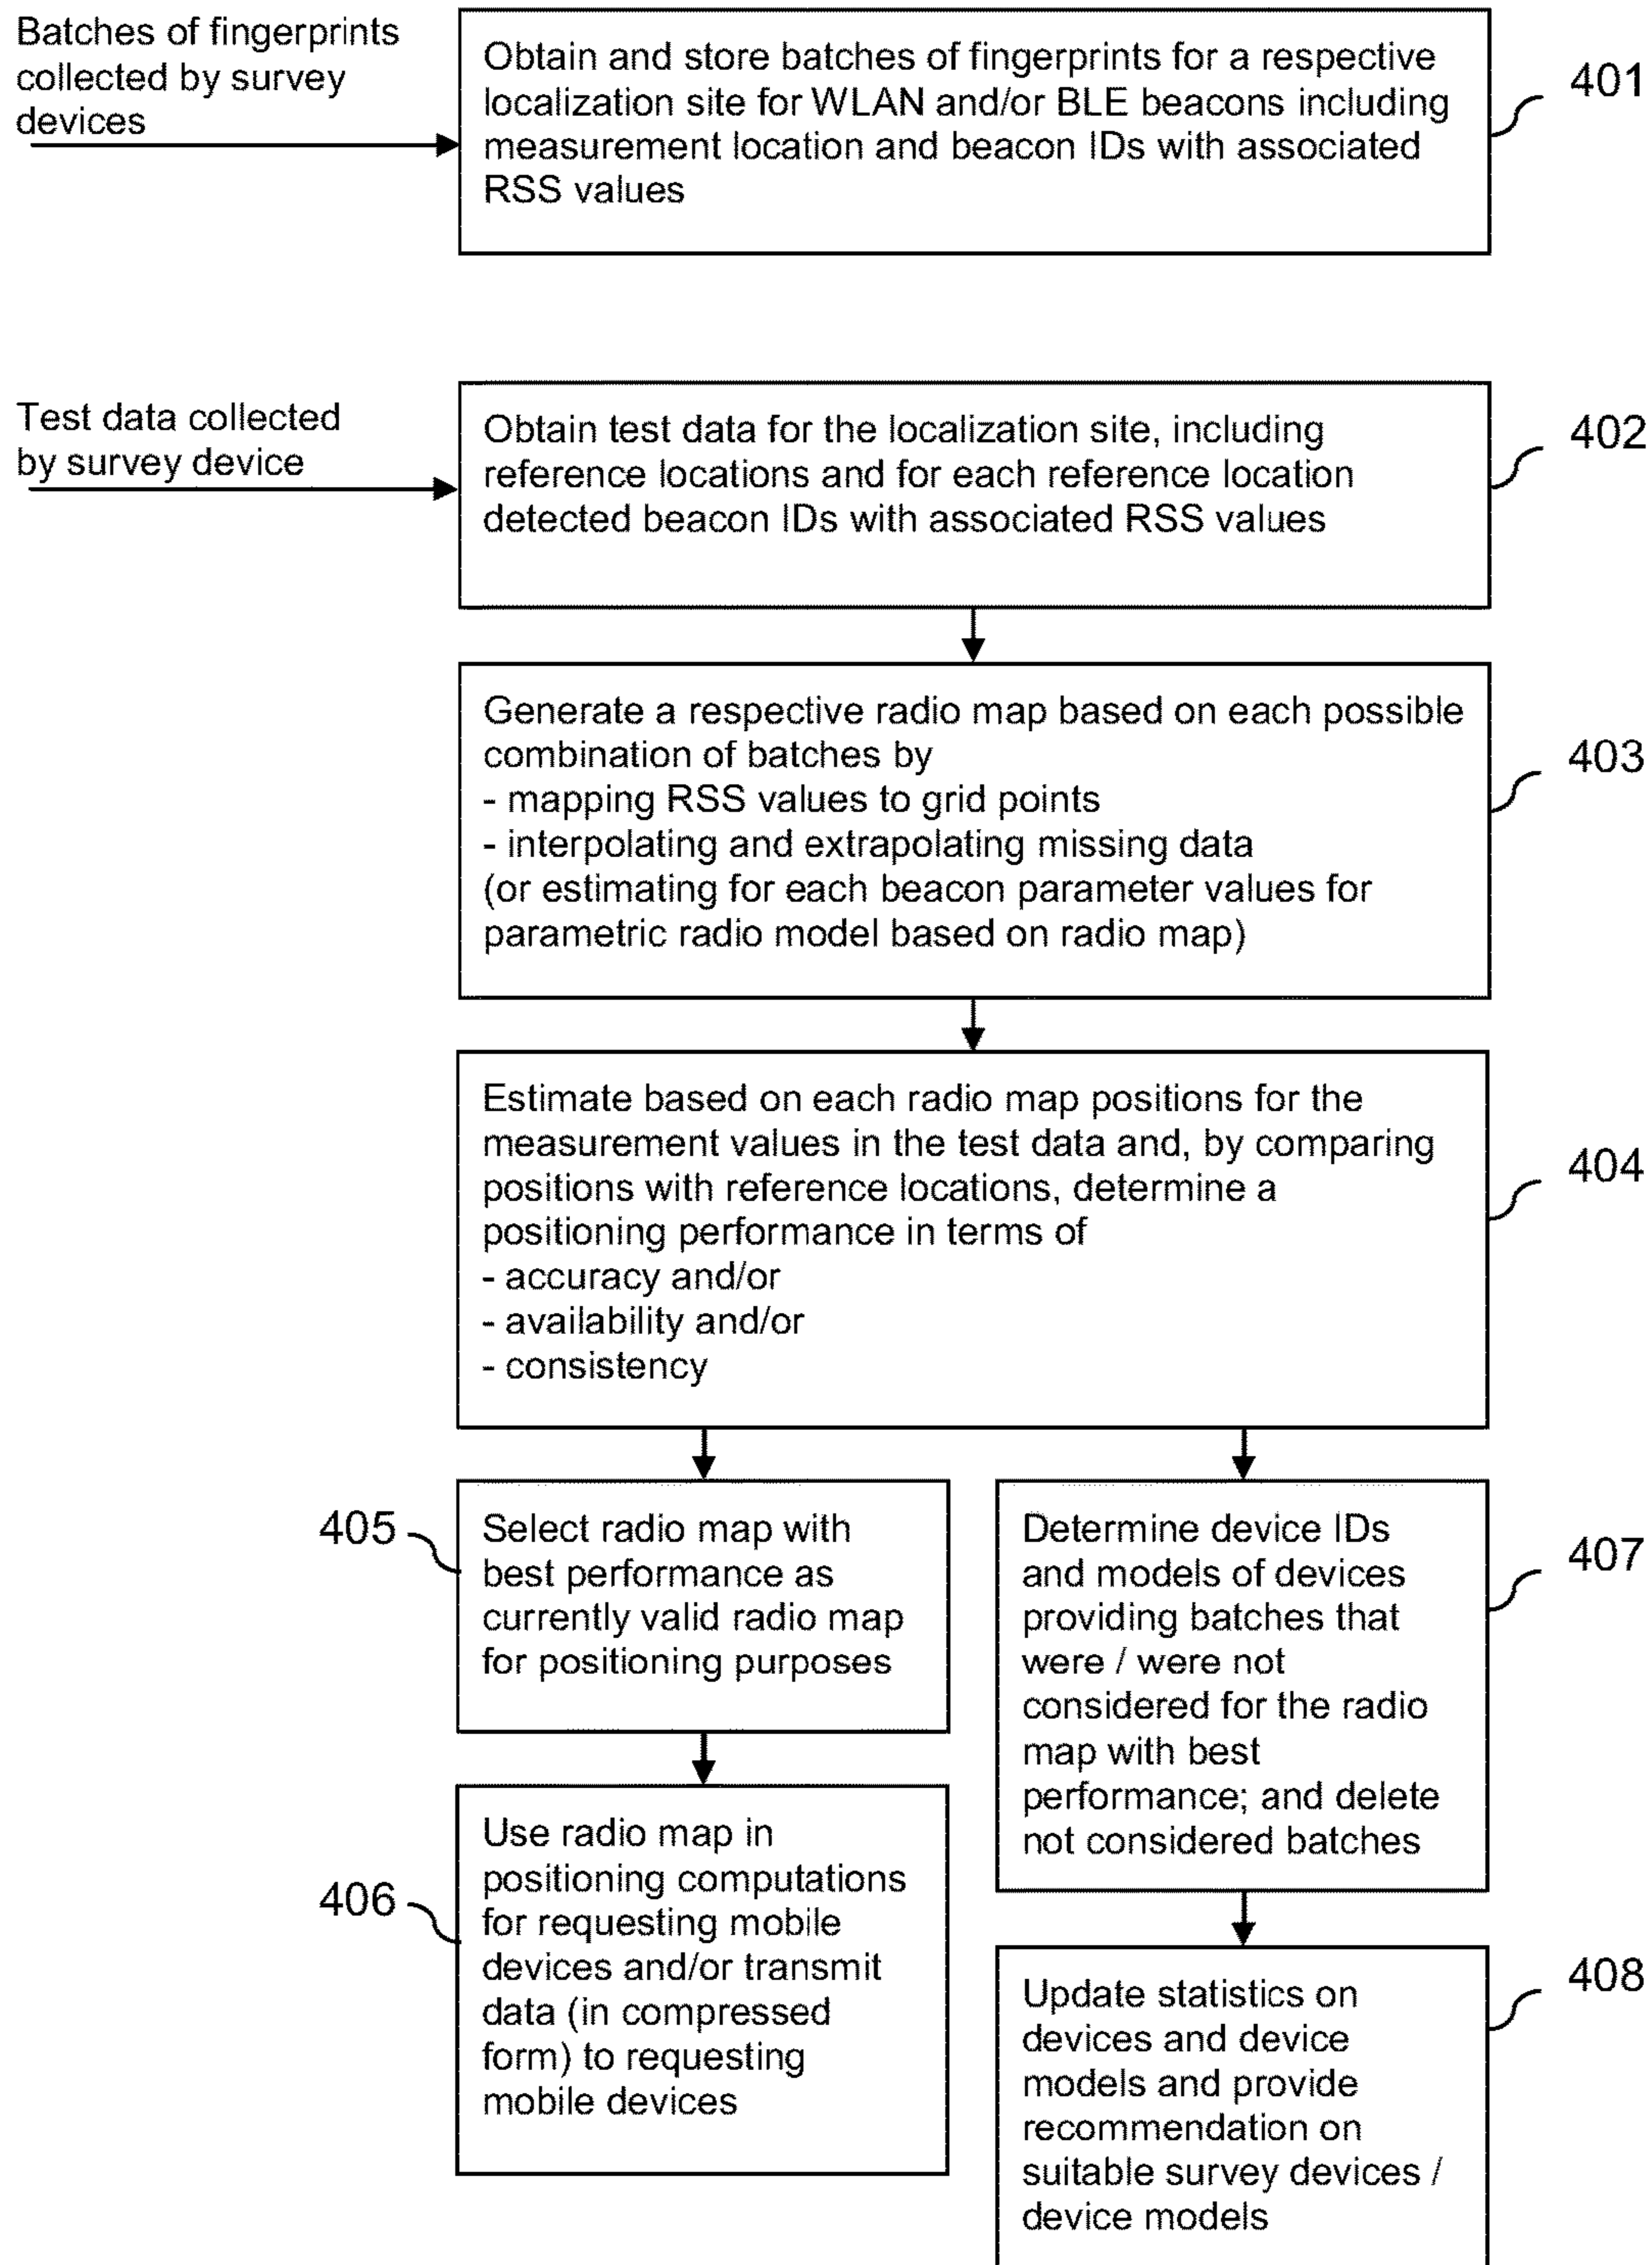 Batches of fingerprints
collected by survey
devices
Obtain and store batches of fingerprints for a respective
localization site for WLAN and/or BLE beacons including
measurement location and beacon IDs with associated
RSS values
401
Test data collected
by survey device
Obtain test data for the localization site, including
reference locations and for each reference location
detected beacon IDs with associated RSS values
402
Generate a respective radio map based on each possible
combination of batches by
- mapping RSS values to grid points
- interpolating and extrapolating missing data
(or estimating for each beacon parameter values for
parametric radio model based on radio map)
403
Estimate based on each radio map positions for the
measurement values in the test data and, by comparing
positions with reference locations, determine a
positioning performance in terms of
- accuracy and/or
- availability and/or
- consistency
404
405
Select radio map with
best performance as
currently valid radio map
for positioning purposes
Determine device IDs
and models of devices
providing batches that
were / were not
considered for the radio
map with best
performance; and delete
not considered batches
407
406
Use radio map in
positioning computations
for requesting mobile
devices and/or transmit
data (in compressed
form) to requesting
mobile devices
Update statistics on
devices and device
models and provide
recommendation on
suitable survey devices /
device models
408